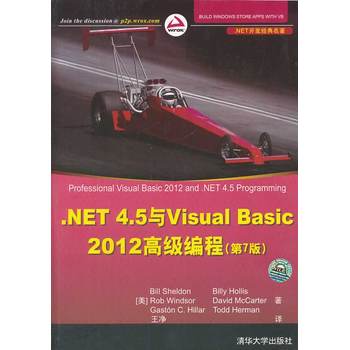 Join the discussion @ p2p.wrox.com
wrox
BUILD WINDOWS STORE APPS WITH VB
.NET开发经典名著
Professional Visual Basic 2012 and .NET 4.5 Programming
.NET 4.5与Visual Basic
2012高级编程(第7版)
Bill Sheldon Billy Hollis
[美] Rob Windsor David McCarter 著
Gastón C. Hillar Todd Herman
王净 译
清华大学出版社